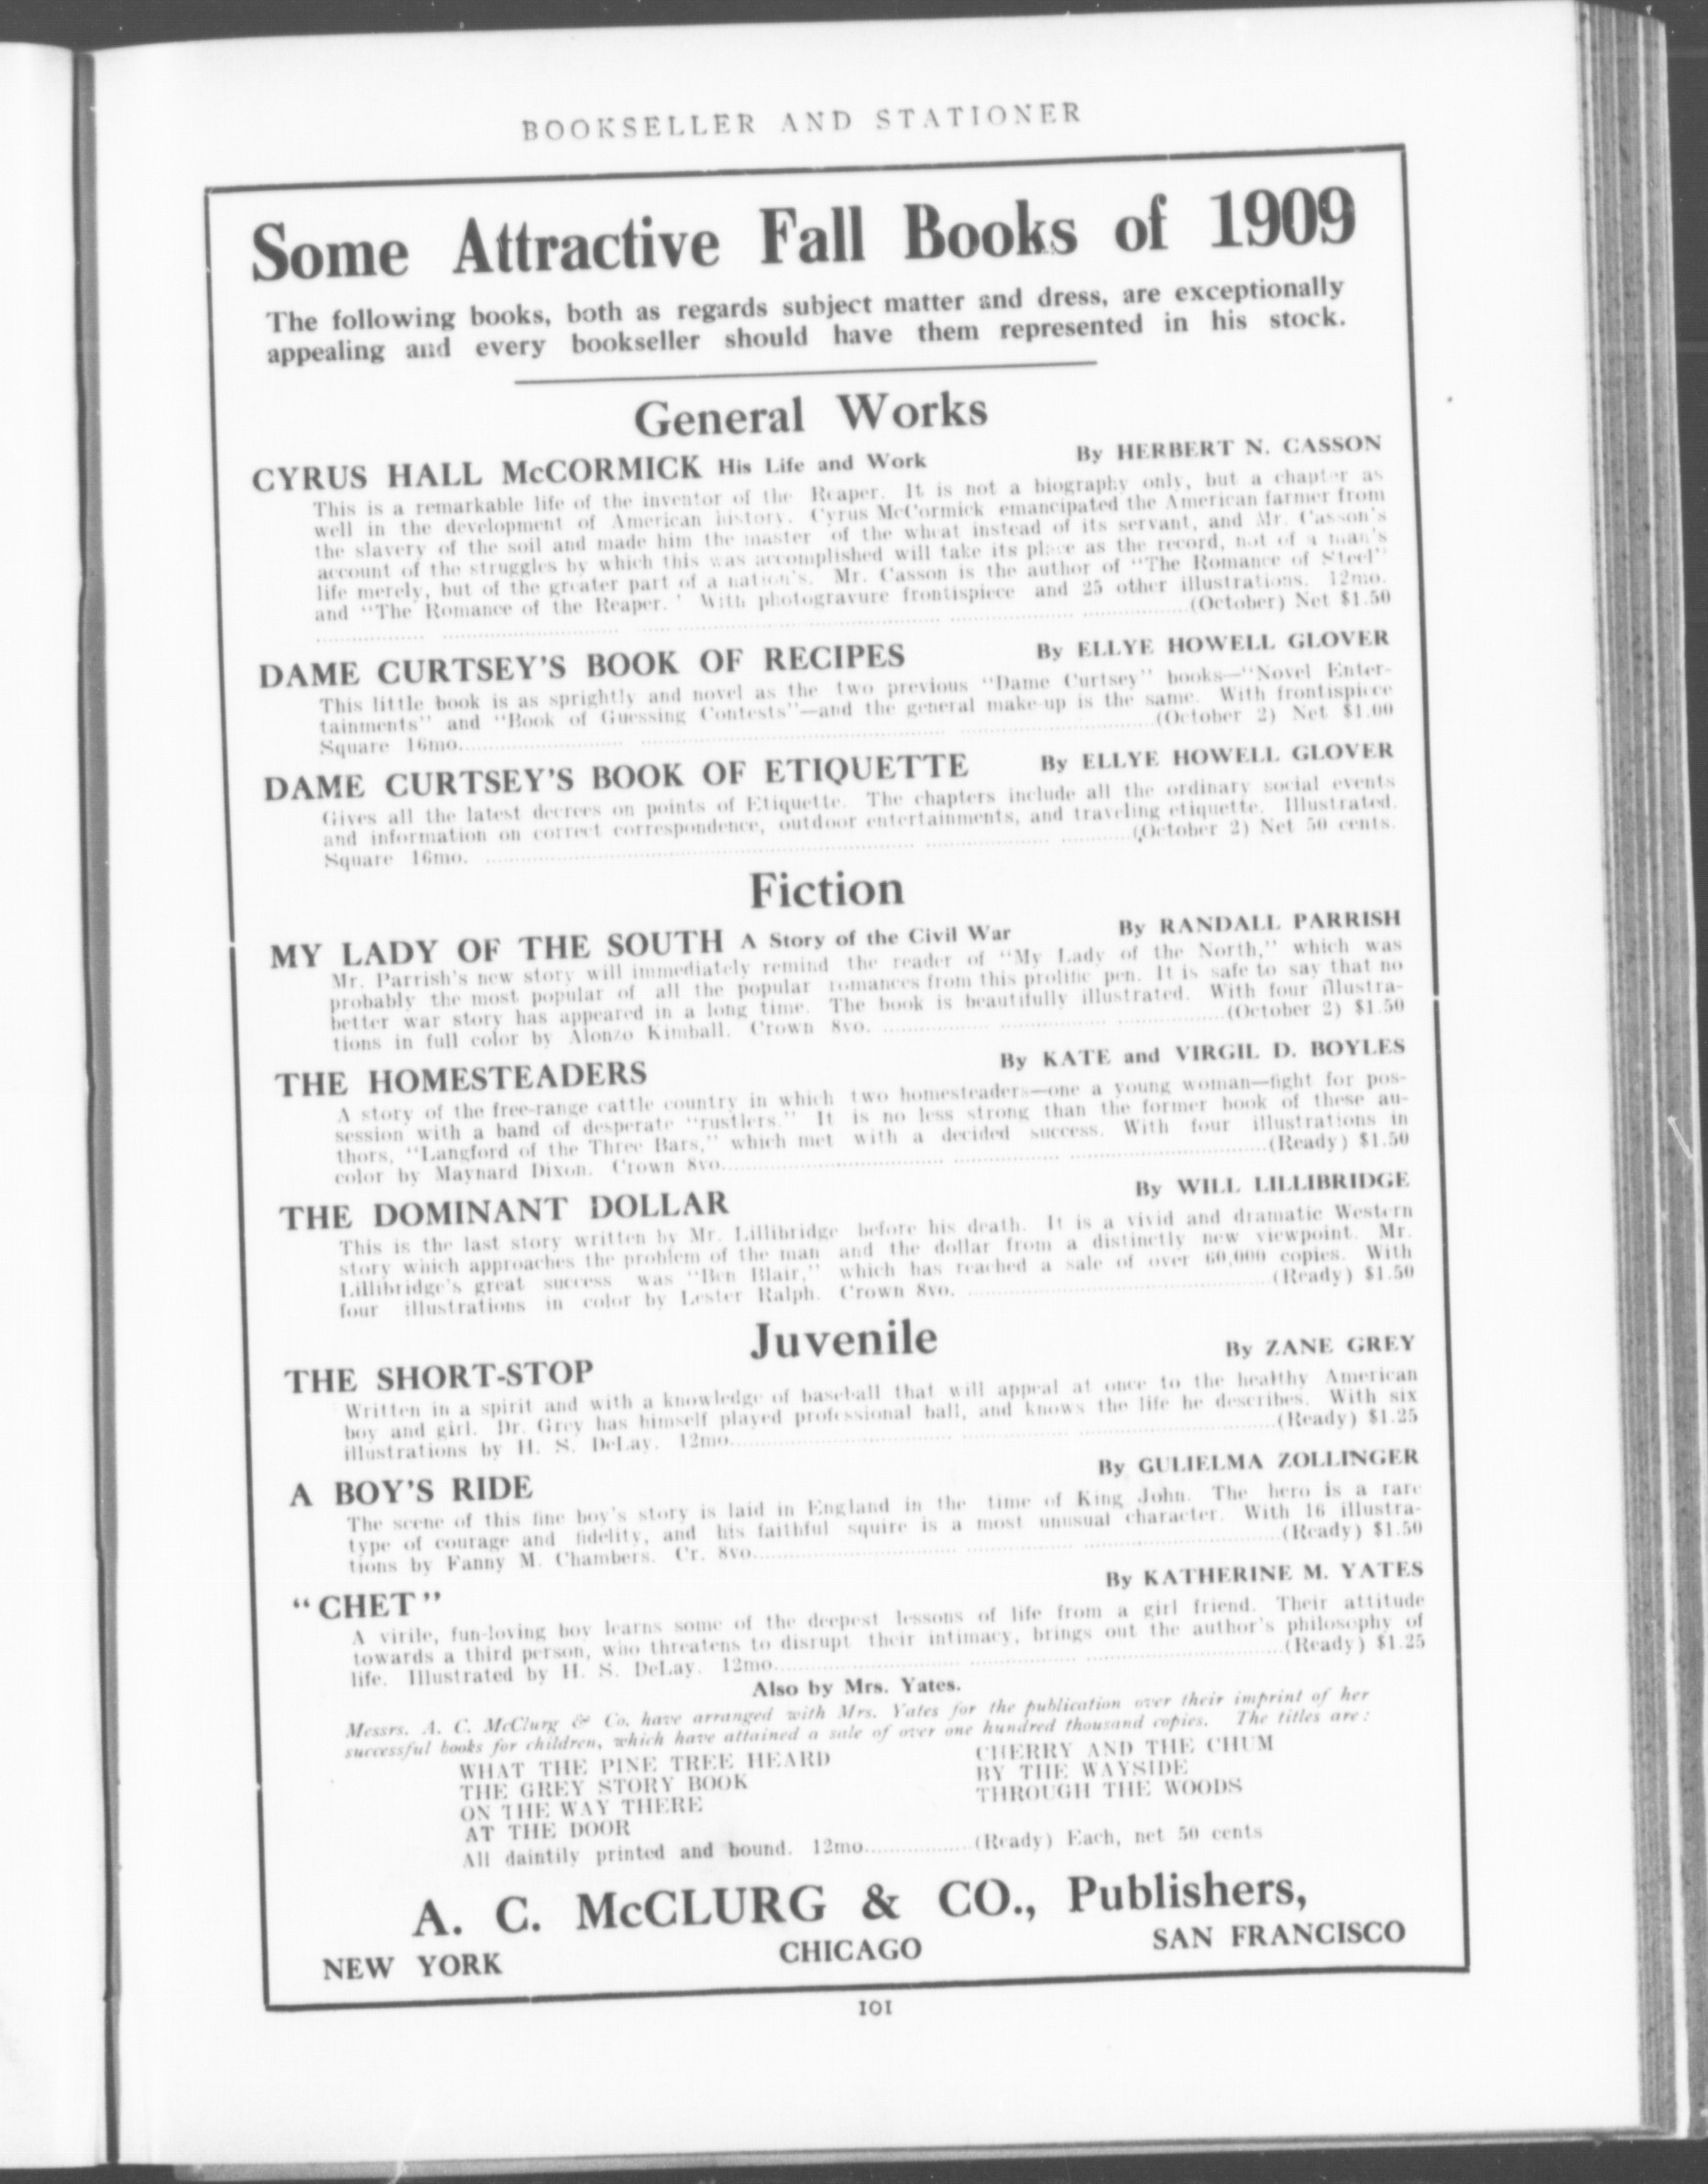 BOOKSELLER AND STATIONER
Some Attractive Fall Books of 1909
The following books, both as regards subject matter and dress, are exceptionally
appealing and every bookseller should have them represented in his stock.
General Works
CYRUS HALL McCORMICK His Life and Work By HERBERT N. CASSON
This is a remarkable life of the inventor of the Reaper. It is not a biography only, but a chapter as
well in the development of American history. Cyrus McCormick emancipated the American farmer from
the slavery of the soil and made him the master of the wheat instead of its servant, and Mr. Casson's
account of the struggles by which this was accomplished will take its place as the record, not of a man's
life merely, but of the greater part of a nation's. Mr. Casson is the author of "The Romance of Steel"
and "The Romance of the Reaper.' With photogravure frontispiece and 25 other illustrations. 12mo.
(October) Net $1.50
DAME CURTSEY'S BOOK OF RECIPES By ELLYE HOWELL GLOVER
This little book is as sprightly and novel as the two previous "Dame Curtsey" books—"Novel Enter-
tainments" and "Book of Guessing Contests"—and the general make-up is the same. With frontispiece
Square 16mo. (October 2) Net $1.00
DAME CURTSEY'S BOOK OF ETIQUETTE By ELLYE HOWELL GLOVER
Gives all the latest decrees on points of Etiquette. The chapters include all the ordinary social events
and information on correct correspondence, outdoor entertainments, and traveling etiquette. Illustrated.
Square 16mo. (October 2) Net 50 cents.
Fiction
MY LADY OF THE SOUTH A Story of the Civil War By RANDALL PARRISH
Mr. Parrish's new story will immediately remind the reader of "My Lady of the North," which was
probably the most popular of all the popular romances from this prolific pen. It is safe to say that no
better war story has appeared in a long time. The book is beautifully illustrated. With four illustra-
tions in full color by Alonzo Kimball. Crown 8vo. (October 2) $1.50
THE HOMESTEADERS By KATE and VIRGIL D. BOYLES
A story of the free-range cattle country in which two homesteaders—one a young woman—fight for pos-
session with a band of desperate "rustlers." It is no less strong than the former book of these au-
thors, "Langford of the Three Bars," which met with a decided success. With four illustrations in
color by Maynard Dixon. Crown 8vo. (Ready) $1.50
THE DOMINANT DOLLAR By WILL LILLIBRIDGE
This is the last story written by Mr. Lillibridge before his death. It is a vivid and dramatic Western
story which approaches the problem of the man and the dollar from a distinctly new viewpoint. Mr.
Lillibridge's great success was "Ben Blair," which has reached a sale of over 60,000 copies. With
four illustrations in color by Lester Ralph. Crown 8vo. (Ready) $1.50
Juvenile
THE SHORT-STOP By ZANE GREY
Written in a spirit and with a knowledge of baseball that will appeal at once to the healthy American
boy and girl. Dr. Grey has himself played professional ball, and knows the life he describes. With six
illustrations by H. S. DeLay. 12mo. (Ready) $1.25
A BOY'S RIDE By GULIELMA ZOLLINGER
The scene of this fine boy's story is laid in England in the time of King John. The hero is a rare
type of courage and fidelity, and his faithful squire is a most unusual character. With 16 illustra-
tions by Fanny M. Chambers. Cr. 8vo. (Ready) $1.50
"CHET" By KATHERINE M. YATES
A virile, fun-loving boy learns some of the deepest lessons of life from a girl friend. Their attitude
towards a third person, who threatens to disrupt their intimacy, brings out the author's philosophy of
life. Illustrated by H. S. DeLay. 12mo. (Ready) $1.25
Also by Mrs. Yates.
Messrs. A. C. McClurg & Co. have arranged with Mrs. Yates for the publication over their imprint of her
successful books for children, which have attained a sale of over one hundred thousand copies. The titles are:
WHAT THE PINE TREE HEARD
THE GREY STORY BOOK
ON THE WAY THERE
AT THE DOOR
CHERRY AND THE CHUM
BY THE WAYSIDE
THROUGH THE WOODS
All daintily printed and bound. 12mo. (Ready) Each, net 50 cents
A. C. McCLURG & CO., Publishers,
NEW YORK CHICAGO SAN FRANCISCO
101